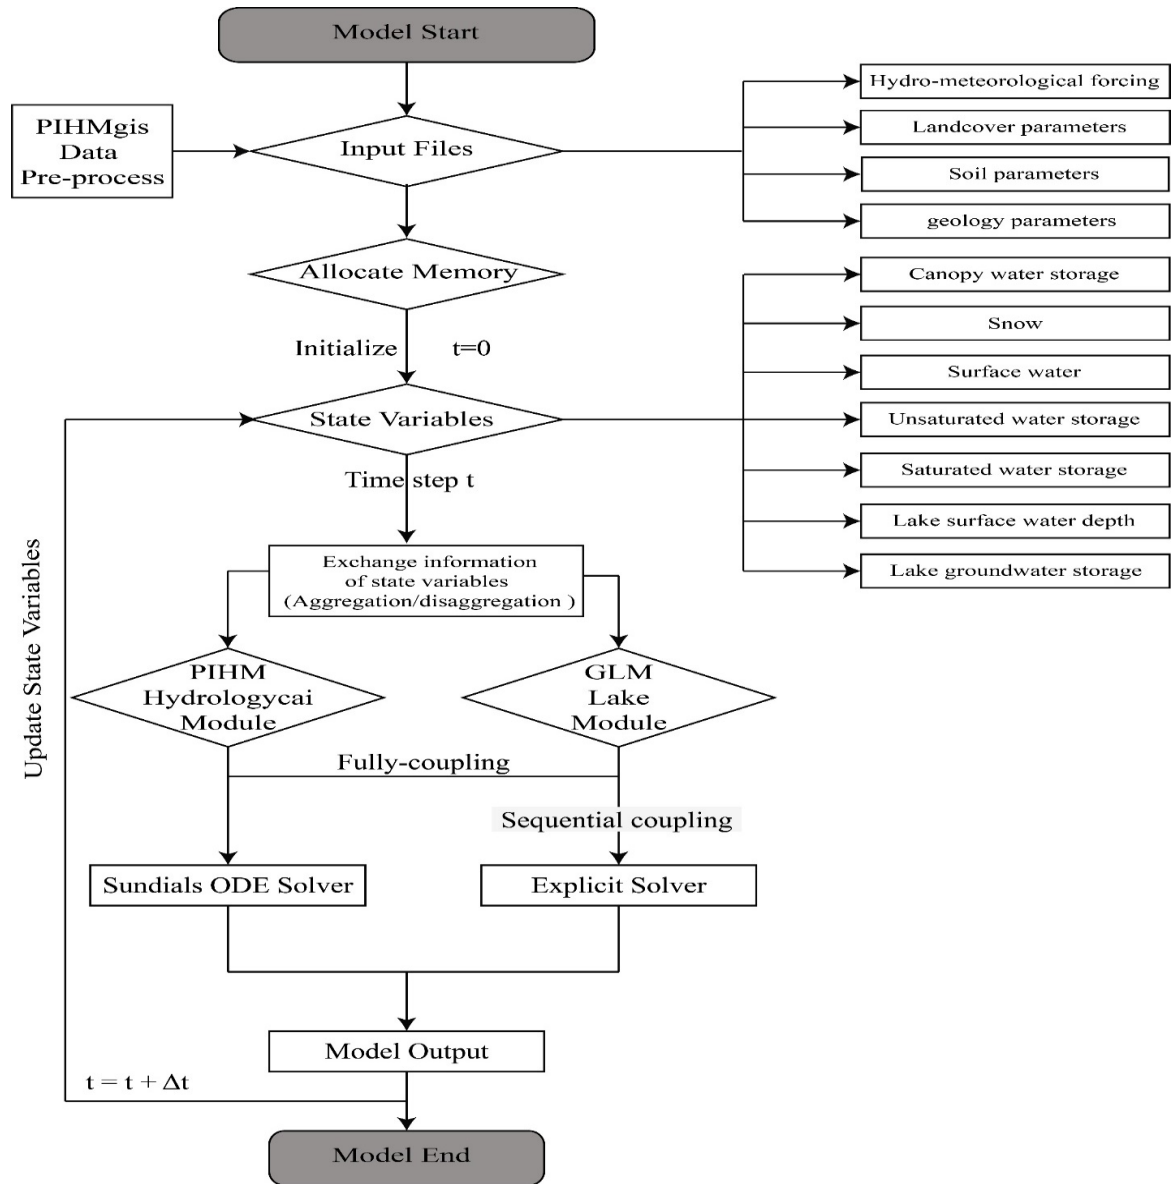 Model Start
PIHMgis
Data
Pre-process
Input Files
Hydro-meteorological forcing
Landcover parameters
Soil parameters
geology parameters
Allocate Memory
Initialize t=0
State Variables
Canopy water storage
Snow
Surface water
Unsaturated water storage
Saturated water storage
Lake surface water depth
Lake groundwater storage
Time step t
Exchange information
of state variables
(Aggregation/disaggregation )
PIHM
Hydrologycai
Module
GLM
Lake
Module
Update State Variables
Fully-coupling
Sequential coupling
Sundials ODE Solver
Explicit Solver
Model Output
t = t + Δt
Model End